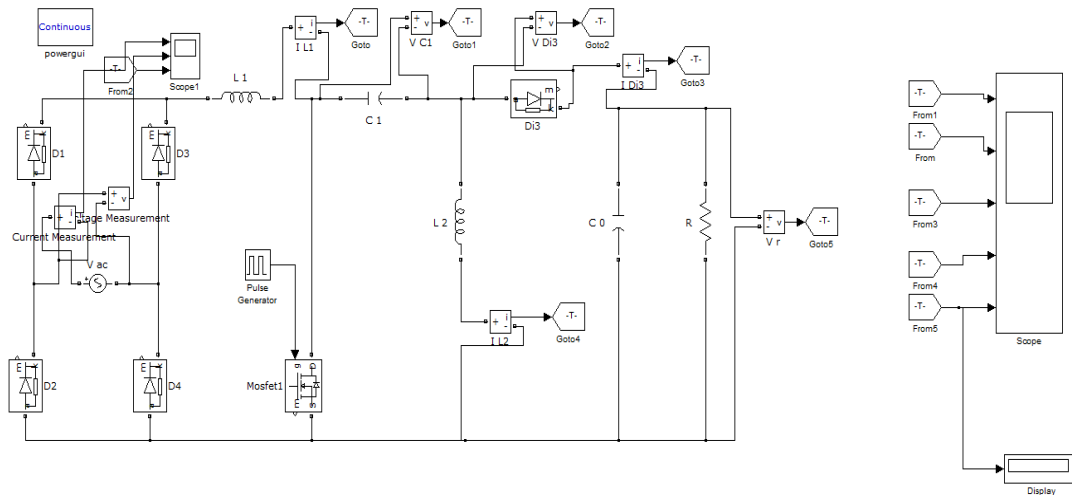 Continuous
powergui
-T-
From2
Scope1
L 1
+
-
i
I L1
-T-
Goto
+
-
v
V C1
-T-
Goto1
+
-
v
V Di3
-T-
Goto2
+
-
i
I Di3
-T-
Goto3
C 1
m
k
Di3
D1
D3
+
-
v
tage Measurement
+
-
i
Current Measurement
V ac
L 2
C 0
R
+
-
v
V r
-T-
Goto5
Pulse
Generator
+
-
i
I L2
-T-
Goto4
D2
D4
g
D
S
Mosfet1
-T-
From1
-T-
From
-T-
From3
-T-
From4
-T-
From5
Scope
Display